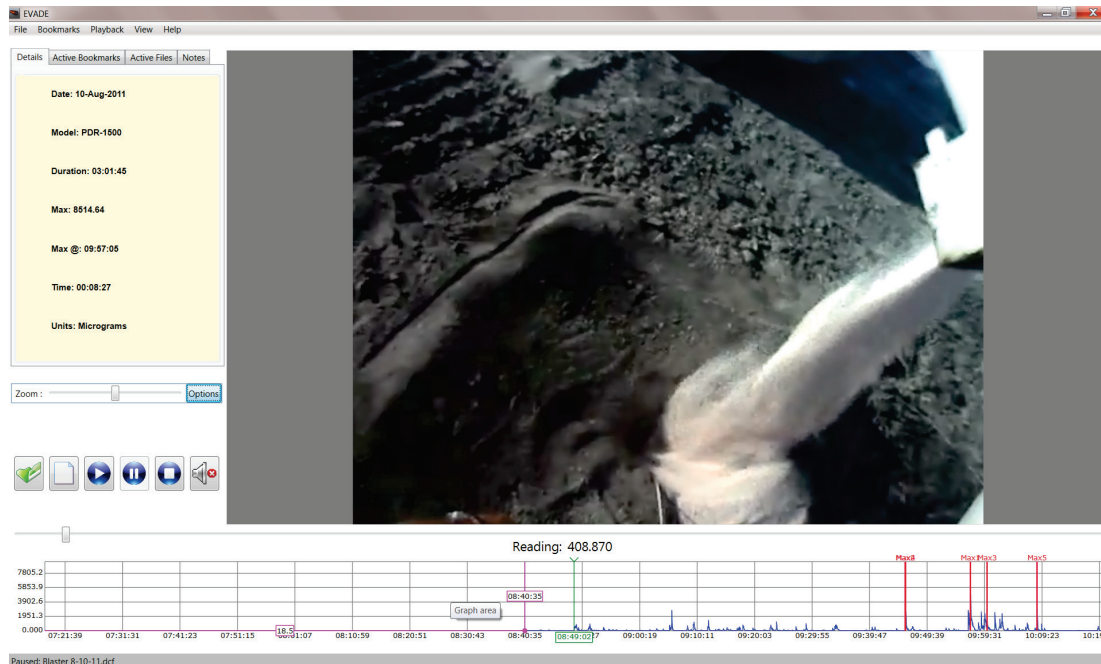 EVADE
File Bookmarks Playback View Help
Details Active Bookmarks Active Files Notes
Date: 10-Aug-2011
Model: PDR-1500
Duration: 03:01:45
Max: 8514.64
Max @: 09:57:05
Time: 00:08:27
Units: Micrograms
Zoom : Options
Reading: 408.870
Max1 Max3 Max5
7805.2
5853.9
3902.6
08:40:35
Graph area
1951.3
18.5
0.000 07:21:39 07:31:31 07:41:23 07:51:15 08:10:59 08:20:51 08:30:43 08:40:35 08:49:02 09:00:19 09:10:11 09:20:03 09:29:55 09:39:47 09:49:39 09:59:31 10:09:23 10:19
Paused: Blaster 8-10-11.dcf